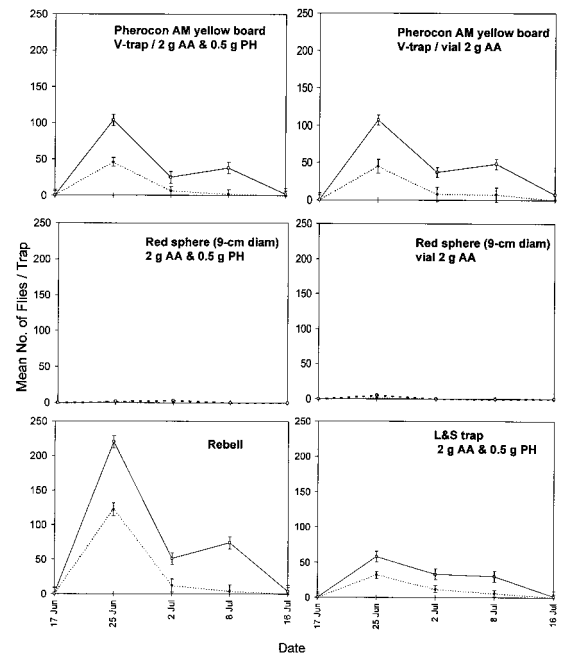 250
200
150
100
50
0
Pherocon AM yellow board
V-trap / 2 g AA & 0.5 g PH
250
200
150
100
50
0
Pherocon AM yellow board
V-trap / vial 2 g AA
Mean No. of Flies / Trap
250
200
150
100
50
0
Red sphere (9-cm diam)
2 g AA & 0.5 g PH
250
200
150
100
50
0
Red sphere (9-cm diam)
vial 2 g AA
250
200
150
100
50
0
Rebell
17 Jun
25 Jun
2 Jul
8 Jul
16 Jul
250
200
150
100
50
0
L&S trap
2 g AA & 0.5 g PH
17 Jun
25 Jun
2 Jul
8 Jul
16 Jul
Date